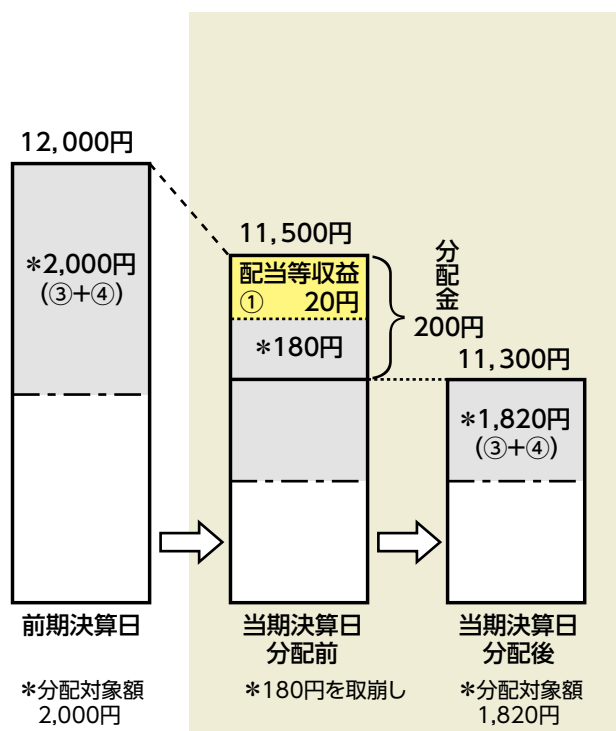 12,000円
*2,000円
(③+④)
前期決算日
*分配対象額
2,000円
11,500円
配当等収益
① 20円
*180円
分配金
200円
当期決算日
分配前
*180円を取崩し
11,300円
*1,820円
(③+④)
当期決算日
分配後
*分配対象額
1,820円